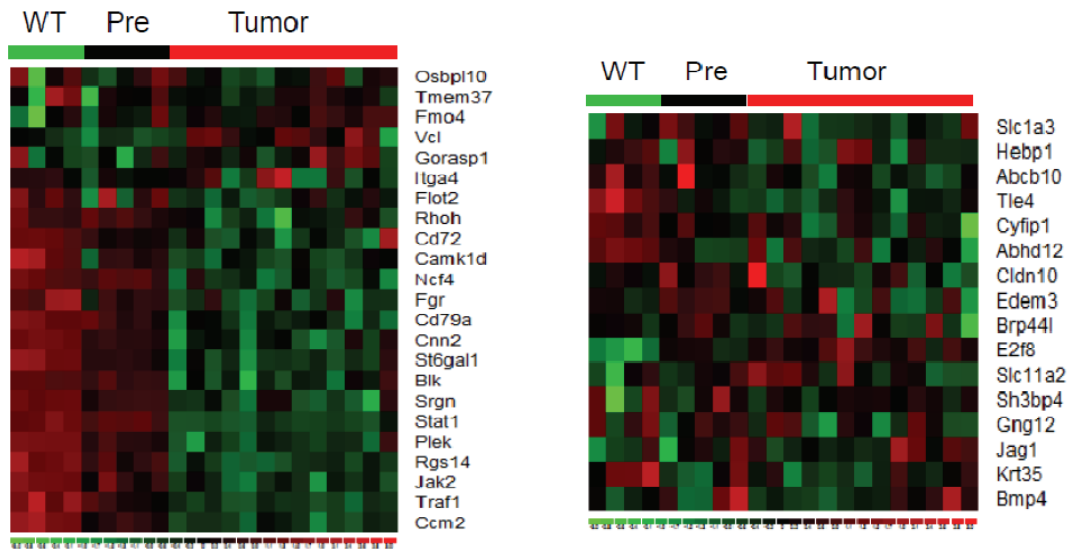 WT Pre Tumor
Osbpl10
Tmem37
Fmo4
Vcl
Gorasp1
Itga4
Flot2
Rhoh
Cd72
Camk1d
Ncf4
Fgr
Cd79a
Cnn2
St6gal1
Blk
Srgn
Stat1
Plek
Rgs14
Jak2
Traf1
Ccm2
WT Pre Tumor
Slc1a3
Hebp1
Abcb10
Tle4
Cyfip1
Abhd12
Cldn10
Edem3
Brp44l
E2f8
Slc11a2
Sh3bp4
Gng12
Jag1
Krt35
Bmp4